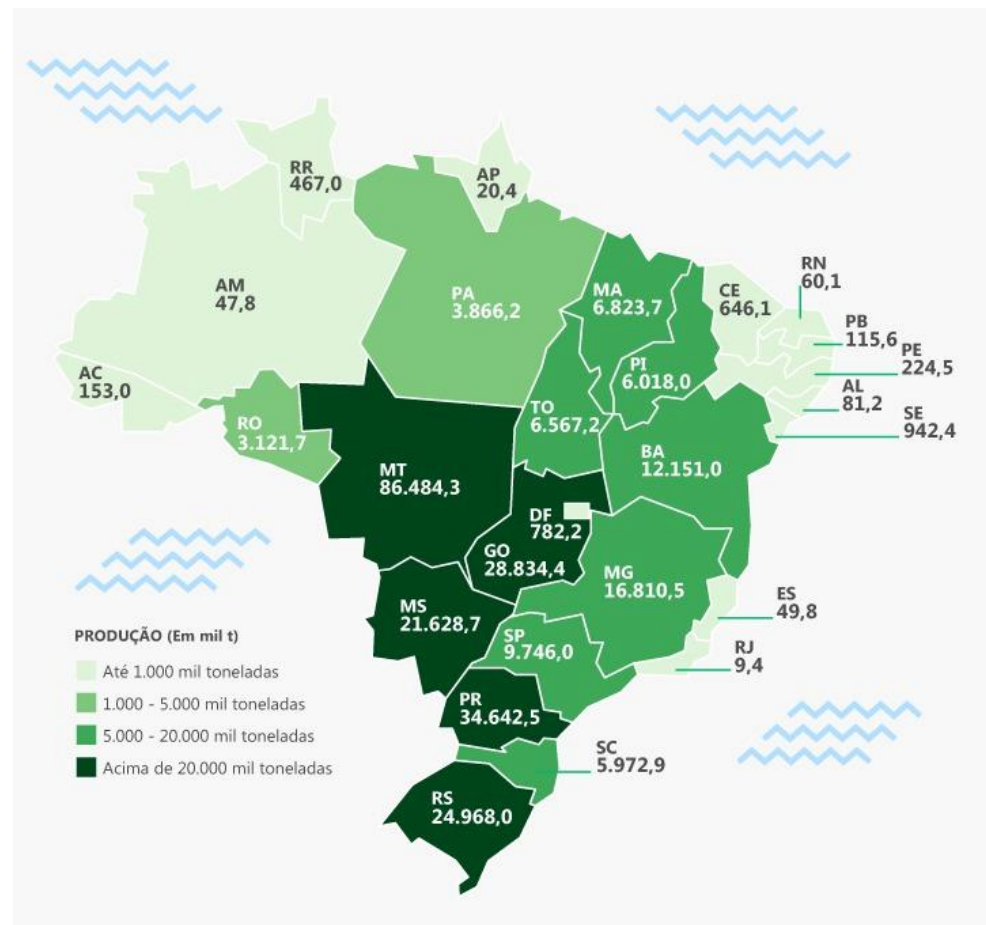 RR
467,0
AP
20,4
AM
47,8
PA
3.866,2
MA
6.823,7
CE
646,1
RN
60,1
PB
115,6
PE
224,5
AL
81,2
SE
942,4
PI
6.018,0
AC
153,0
RO
3.121,7
TO
6.567,2
BA
12.151,0
MT
86.484,3
DF
782,2
GO
28.834,4
MG
16.810,5
ES
49,8
MS
21.628,7
SP
9.746,0
RJ
9,4
PR
34.642,5
SC
5.972,9
RS
24.968,0
PRODUÇÃO (Em mil t)
Até 1.000 mil toneladas
1.000 - 5.000 mil toneladas
5.000 - 20.000 mil toneladas
Acima de 20.000 mil toneladas